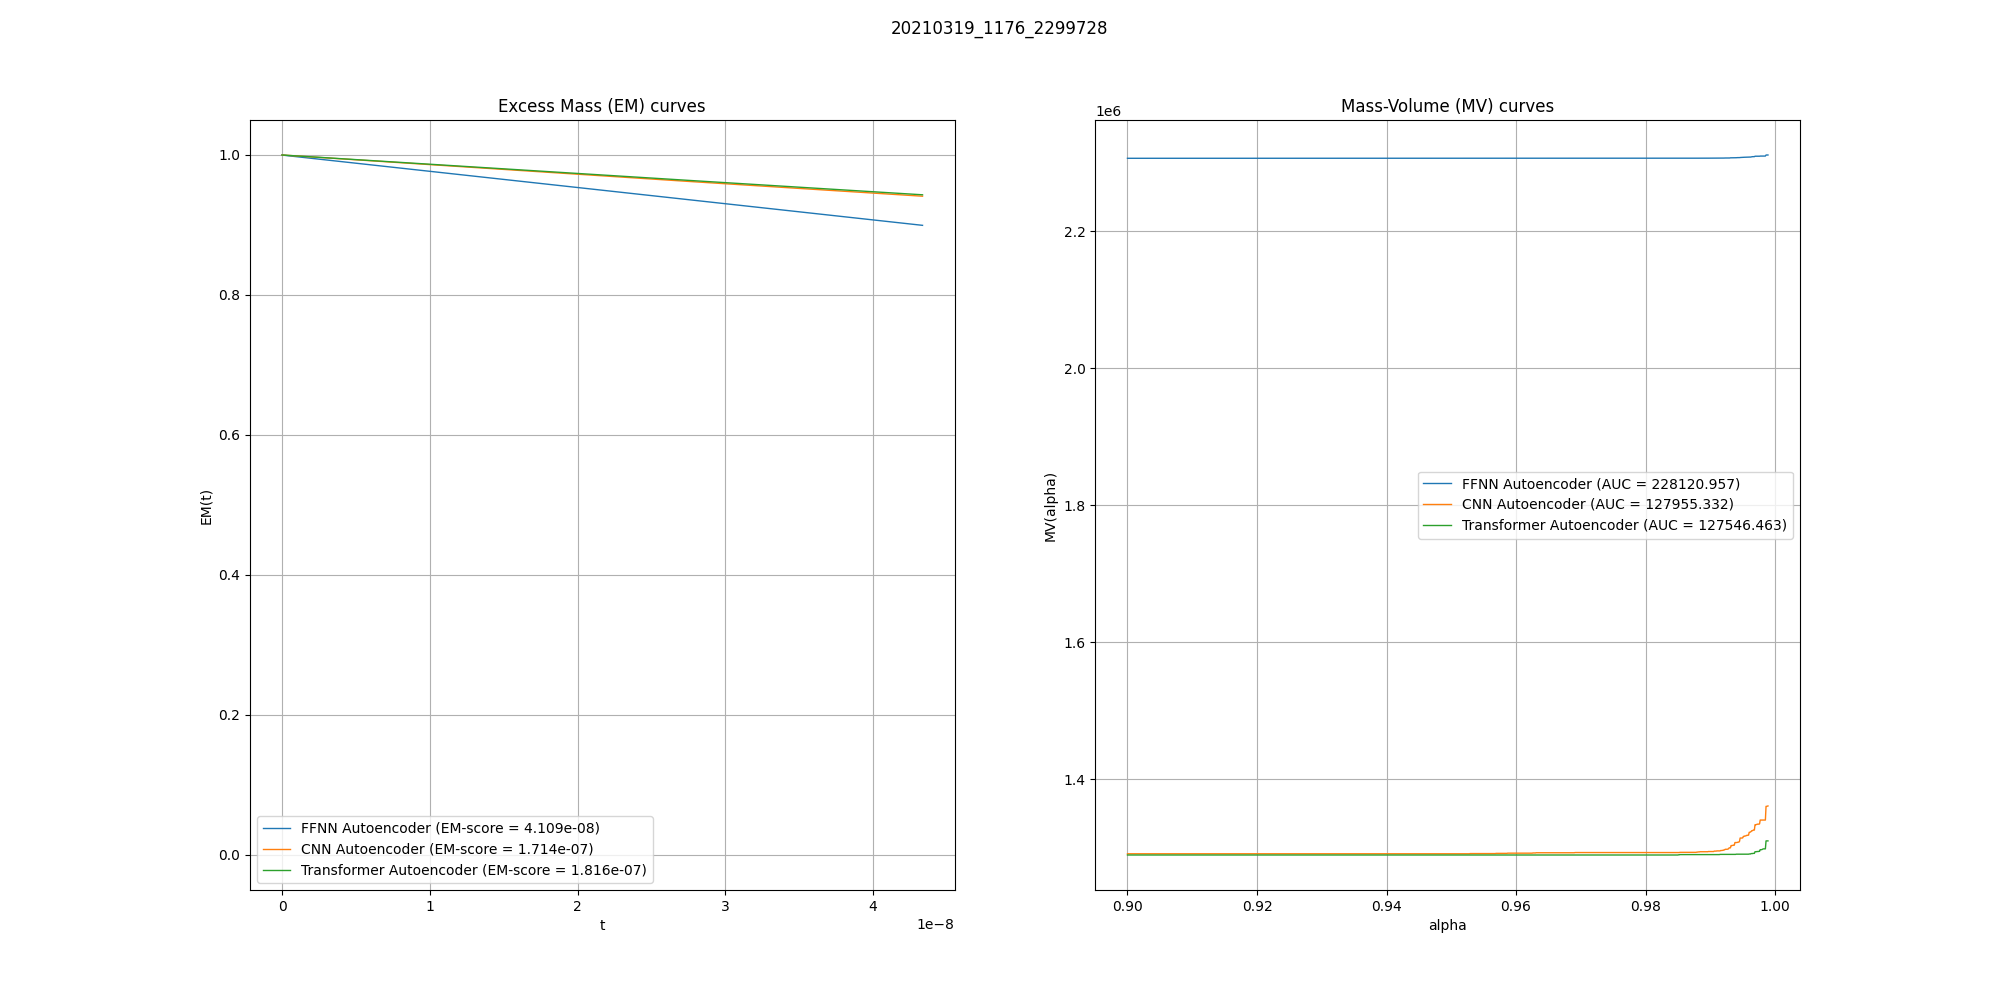 20210319_1176_2299728
Excess Mass (EM) curves
EM(t)
1.0
0.8
0.6
0.4
0.2
0.0
FFNN Autoencoder (EM-score = 4.109e-08)
CNN Autoencoder (EM-score = 1.714e-07)
Transformer Autoencoder (EM-score = 1.816e-07)
0 1 2 3 4
1e−8
t
Mass-Volume (MV) curves
1e6
MV(alpha)
2.2
2.0
1.8
1.6
1.4
FFNN Autoencoder (AUC = 228120.957)
CNN Autoencoder (AUC = 127955.332)
Transformer Autoencoder (AUC = 127546.463)
0.90 0.92 0.94 0.96 0.98 1.00
alpha